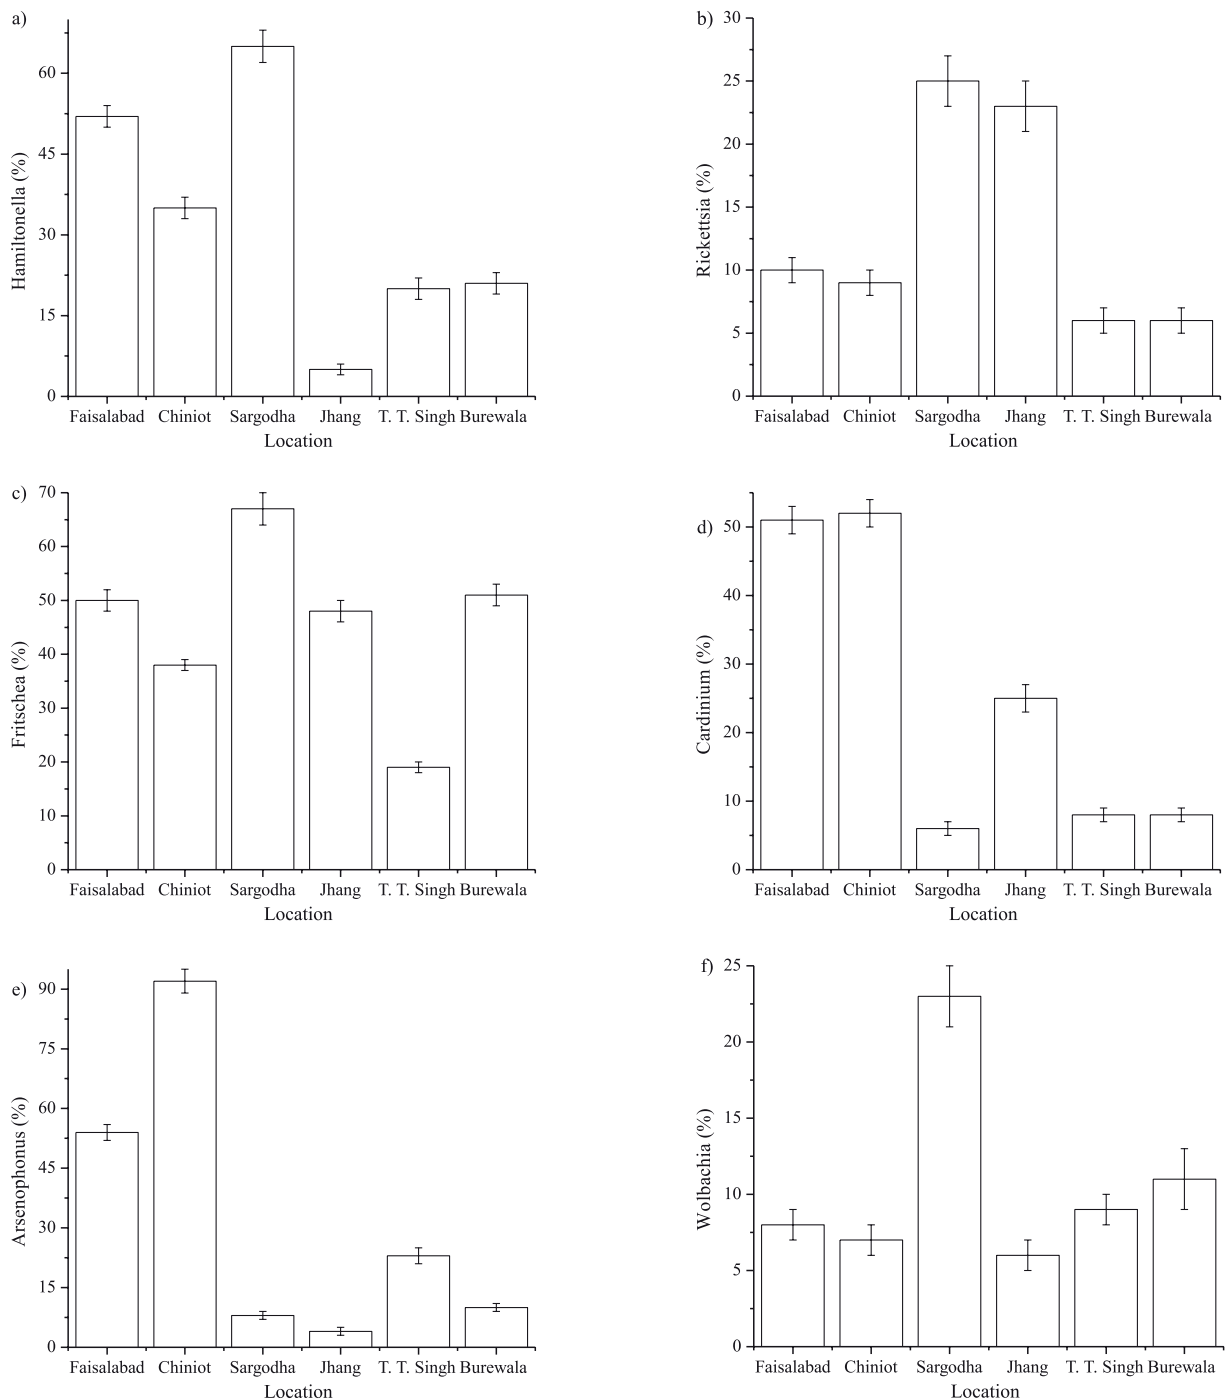 a)
60
45
30
15
0
Hamiltonella (%)
Faisalabad Chiniot Sargodha Jhang T. T. Singh Burewala
Location
b)
30
25
20
15
10
5
0
Rickettsia (%)
Faisalabad Chiniot Sargodha Jhang T. T. Singh Burewala
Location
c)
70
60
50
40
30
20
10
0
Fritschea (%)
Faisalabad Chiniot Sargodha Jhang T. T. Singh Burewala
Location
d)
50
40
30
20
10
0
Cardinium (%)
Faisalabad Chiniot Sargodha Jhang T. T. Singh Burewala
Location
e)
90
75
60
45
30
15
0
Arsenophonus (%)
Faisalabad Chiniot Sargodha Jhang T. T. Singh Burewala
Location
f)
25
20
15
10
5
0
Wolbachia (%)
Faisalabad Chiniot Sargodha Jhang T. T. Singh Burewala
Location